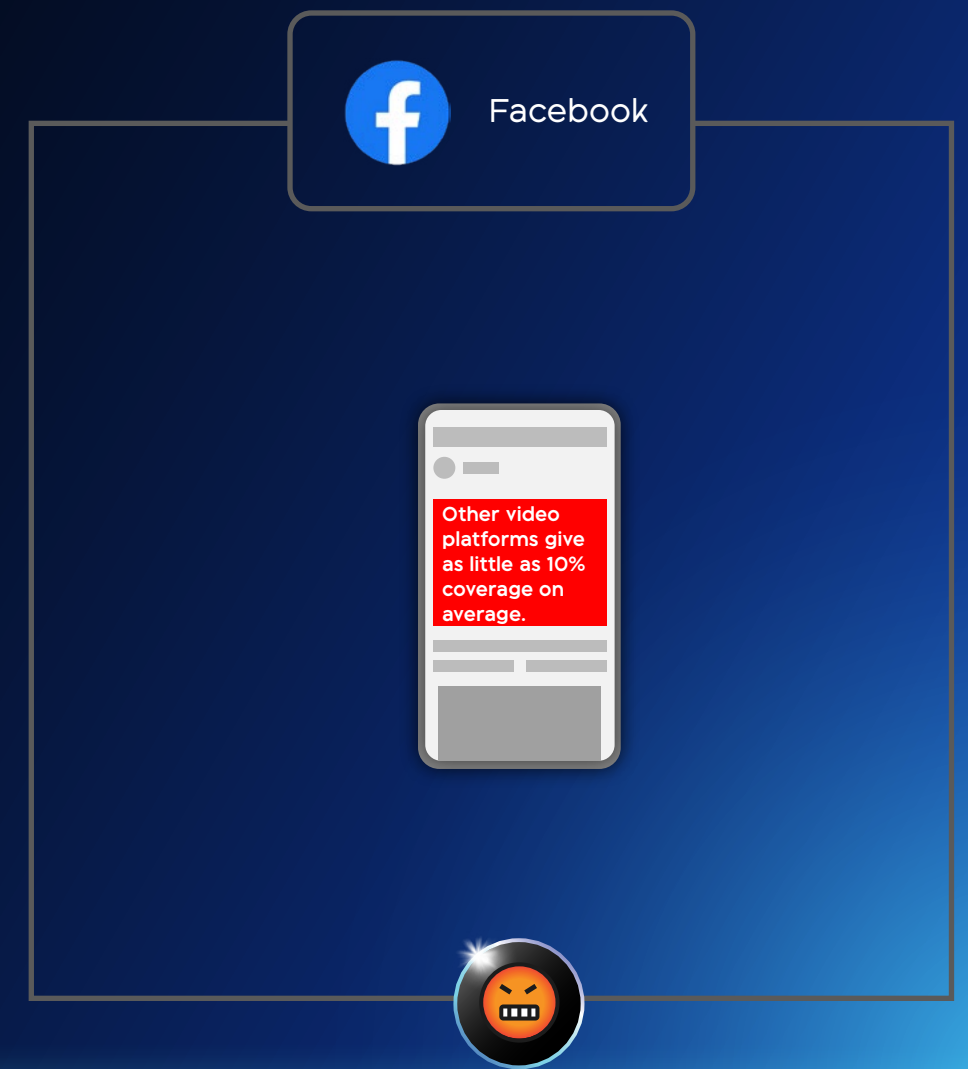 Facebook
Other video
platforms give
as little as 10%
coverage on
average.